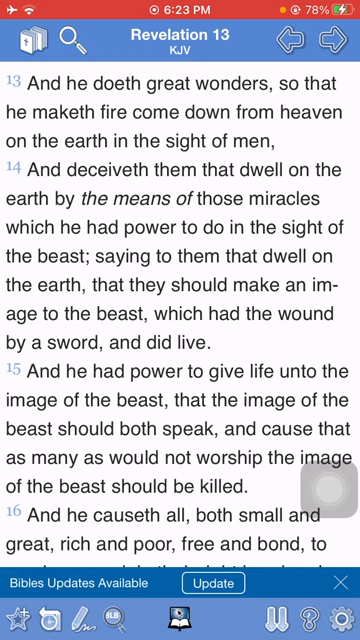 6:23 PM
78%
Revelation 13
KJV
13 And he doeth great wonders, so that
he maketh fire come down from heaven
on the earth in the sight of men,
14 And deceiveth them that dwell on the
earth by the means of those miracles
which he had power to do in the sight of
the beast; saying to them that dwell on
the earth, that they should make an im-
age to the beast, which had the wound
by a sword, and did live.
15 And he had power to give life unto the
image of the beast, that the image of the
beast should both speak, and cause that
as many as would not worship the image
of the beast should be killed.
16 And he causeth all, both small and
great, rich and poor, free and bond, to
Bibles Updates Available
Update